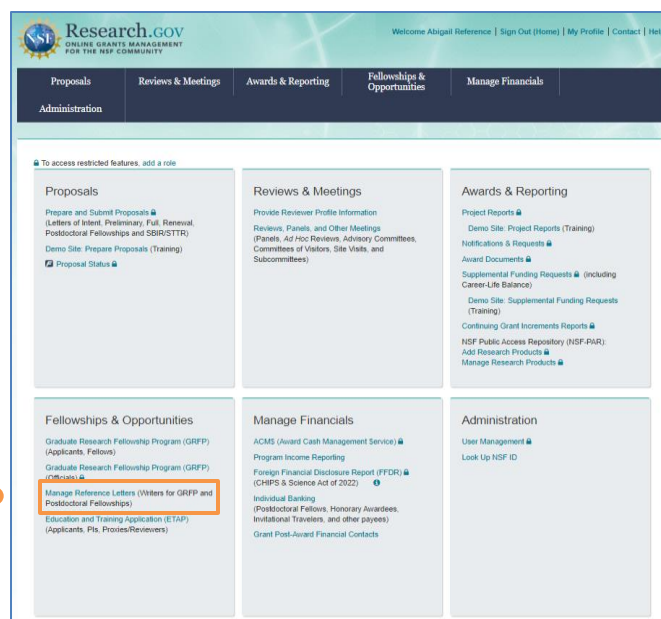 Research.gov
ONLINE GRANTS MANAGEMENT
FOR THE NSF COMMUNITY
NSF
Welcome Abigail Reference | Sign Out (Home) | My Profile | Contact | Hel
Proposals
Reviews & Meetings
Awards & Reporting
Fellowships &
Opportunities
Manage Financials
Administration
To access restricted features, add a role
Proposals
Prepare and Submit Proposals
(Letters of Intent, Preliminary, Full, Renewal,
Postdoctoral Fellowships and SBIR/STTR)
Demo Site: Prepare Proposals (Training)
Proposal Status
Reviews & Meetings
Provide Reviewer Profile Information
Reviews, Panels, and Other Meetings
(Panels, Ad Hoc Reviews, Advisory Committees,
Committees of Visitors, Site Visits, and
Subcommittees)
Awards & Reporting
Project Reports
Demo Site: Project Reports (Training)
Notifications & Requests
Award Documents
Supplemental Funding Requests (including
Career-Life Balance)
Demo Site: Supplemental Funding Requests
(Training)
Continuing Grant Increments Reports
NSF Public Access Repository (NSF-PAR):
Add Research Products
Manage Research Products
Fellowships & Opportunities
Graduate Research Fellowship Program (GRFP)
(Applicants, Fellows)
Graduate Research Fellowship Program (GRFP)
(Officials)
Manage Reference Letters (Writers for GRFP and
Postdoctoral Fellowships)
Education and Training Application (ETAP)
(Applicants, PIs, Proxies/Reviewers)
Manage Financials
ACM$ (Award Cash Management $ervice)
Program Income Reporting
Foreign Financial Disclosure Report (FFDR)
(CHIPS & Science Act of 2022)
Individual Banking
(Postdoctoral Fellows, Honorary Awardees,
Invitational Travelers, and other payees)
Grant Post-Award Financial Contacts
Administration
User Management
Look Up NSF ID